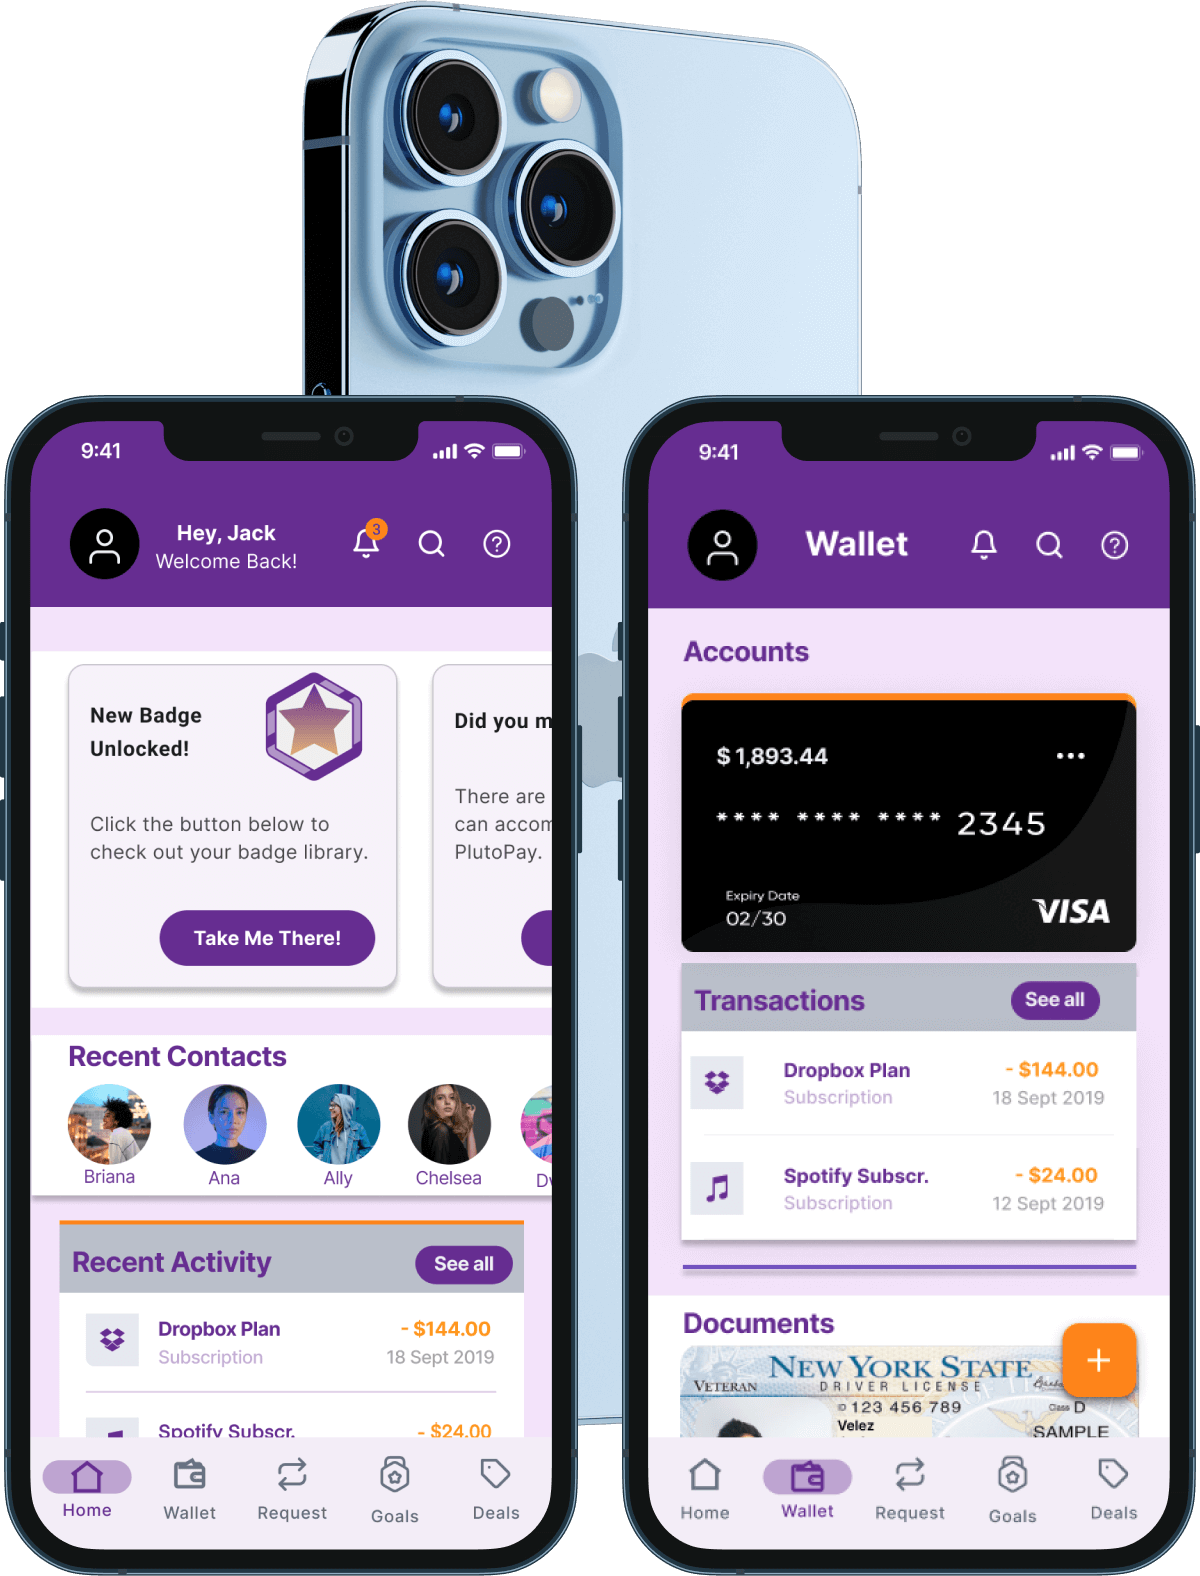 9:41
Hey, Jack
Welcome Back!
3
New Badge
Unlocked!
Click the button below to
check out your badge library.
Take Me There!
Did you m
There are
can accom
PlutoPay.
Recent Contacts
Briana
Ana
Ally
Chelsea
Recent Activity
See all
Dropbox Plan
- $144.00
Subscription
18 Sept 2019
Spotify Subscr.
- $24.00
Home
Wallet
Request
Goals
Deals
9:41
Wallet
Accounts
$ 1,893.44
**** **** **** 2345
Expiry Date
02/30
VISA
Transactions
See all
Dropbox Plan
- $144.00
Subscription
18 Sept 2019
Spotify Subscr.
- $24.00
Subscription
12 Sept 2019
Documents
NEW YORK STATE
VETERAN
DRIVER LICENSE
ID 123 456 789
Class D
Velez
SAMPLE
Home
Wallet
Request
Goals
Deals